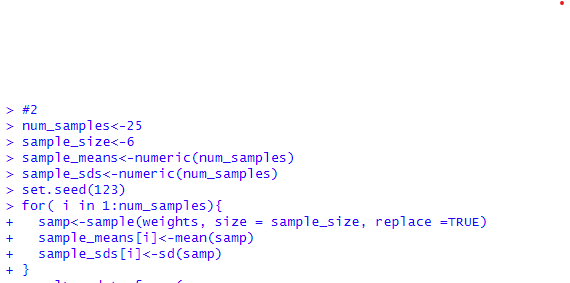 > #2
> num_samples<-25
> sample_size<-6
> sample_means<-numeric(num_samples)
> sample_sds<-numeric(num_samples)
> set.seed(123)
> for( i in 1:num_samples){
+   samp<-sample(weights, size = sample_size, replace =TRUE)
+   sample_means[i]<-mean(samp)
+   sample_sds[i]<-sd(samp)
+ }